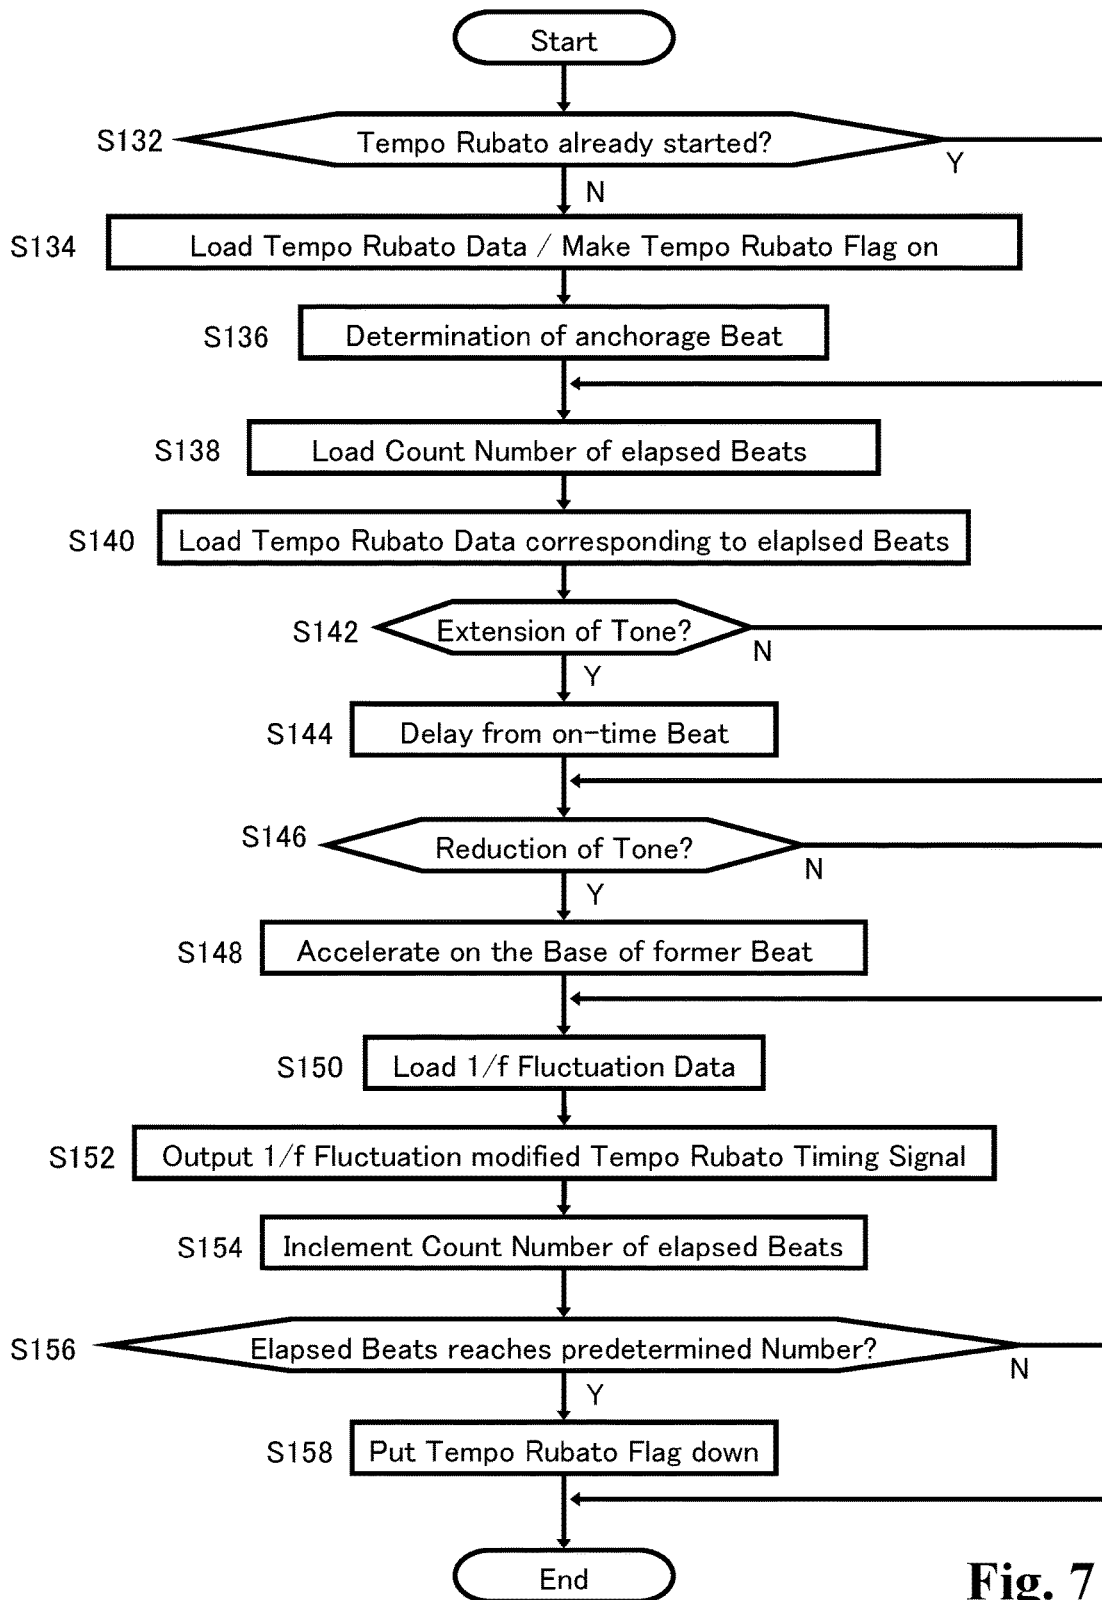 Start
S132
Tempo Rubato already started?
Y
N
S134
Load Tempo Rubato Data / Make Tempo Rubato Flag on
S136
Determination of anchorage Beat
S138
Load Count Number of elapsed Beats
S140
Load Tempo Rubato Data corresponding to elaplsed Beats
S142
Extension of Tone?
N
Y
S144
Delay from on-time Beat
S146
Reduction of Tone?
N
Y
S148
Accelerate on the Base of former Beat
S150
Load 1/f Fluctuation Data
S152
Output 1/f Fluctuation modified Tempo Rubato Timing Signal
S154
Inclement Count Number of elapsed Beats
S156
Elapsed Beats reaches predetermined Number?
N
Y
S158
Put Tempo Rubato Flag down
End
Fig. 7